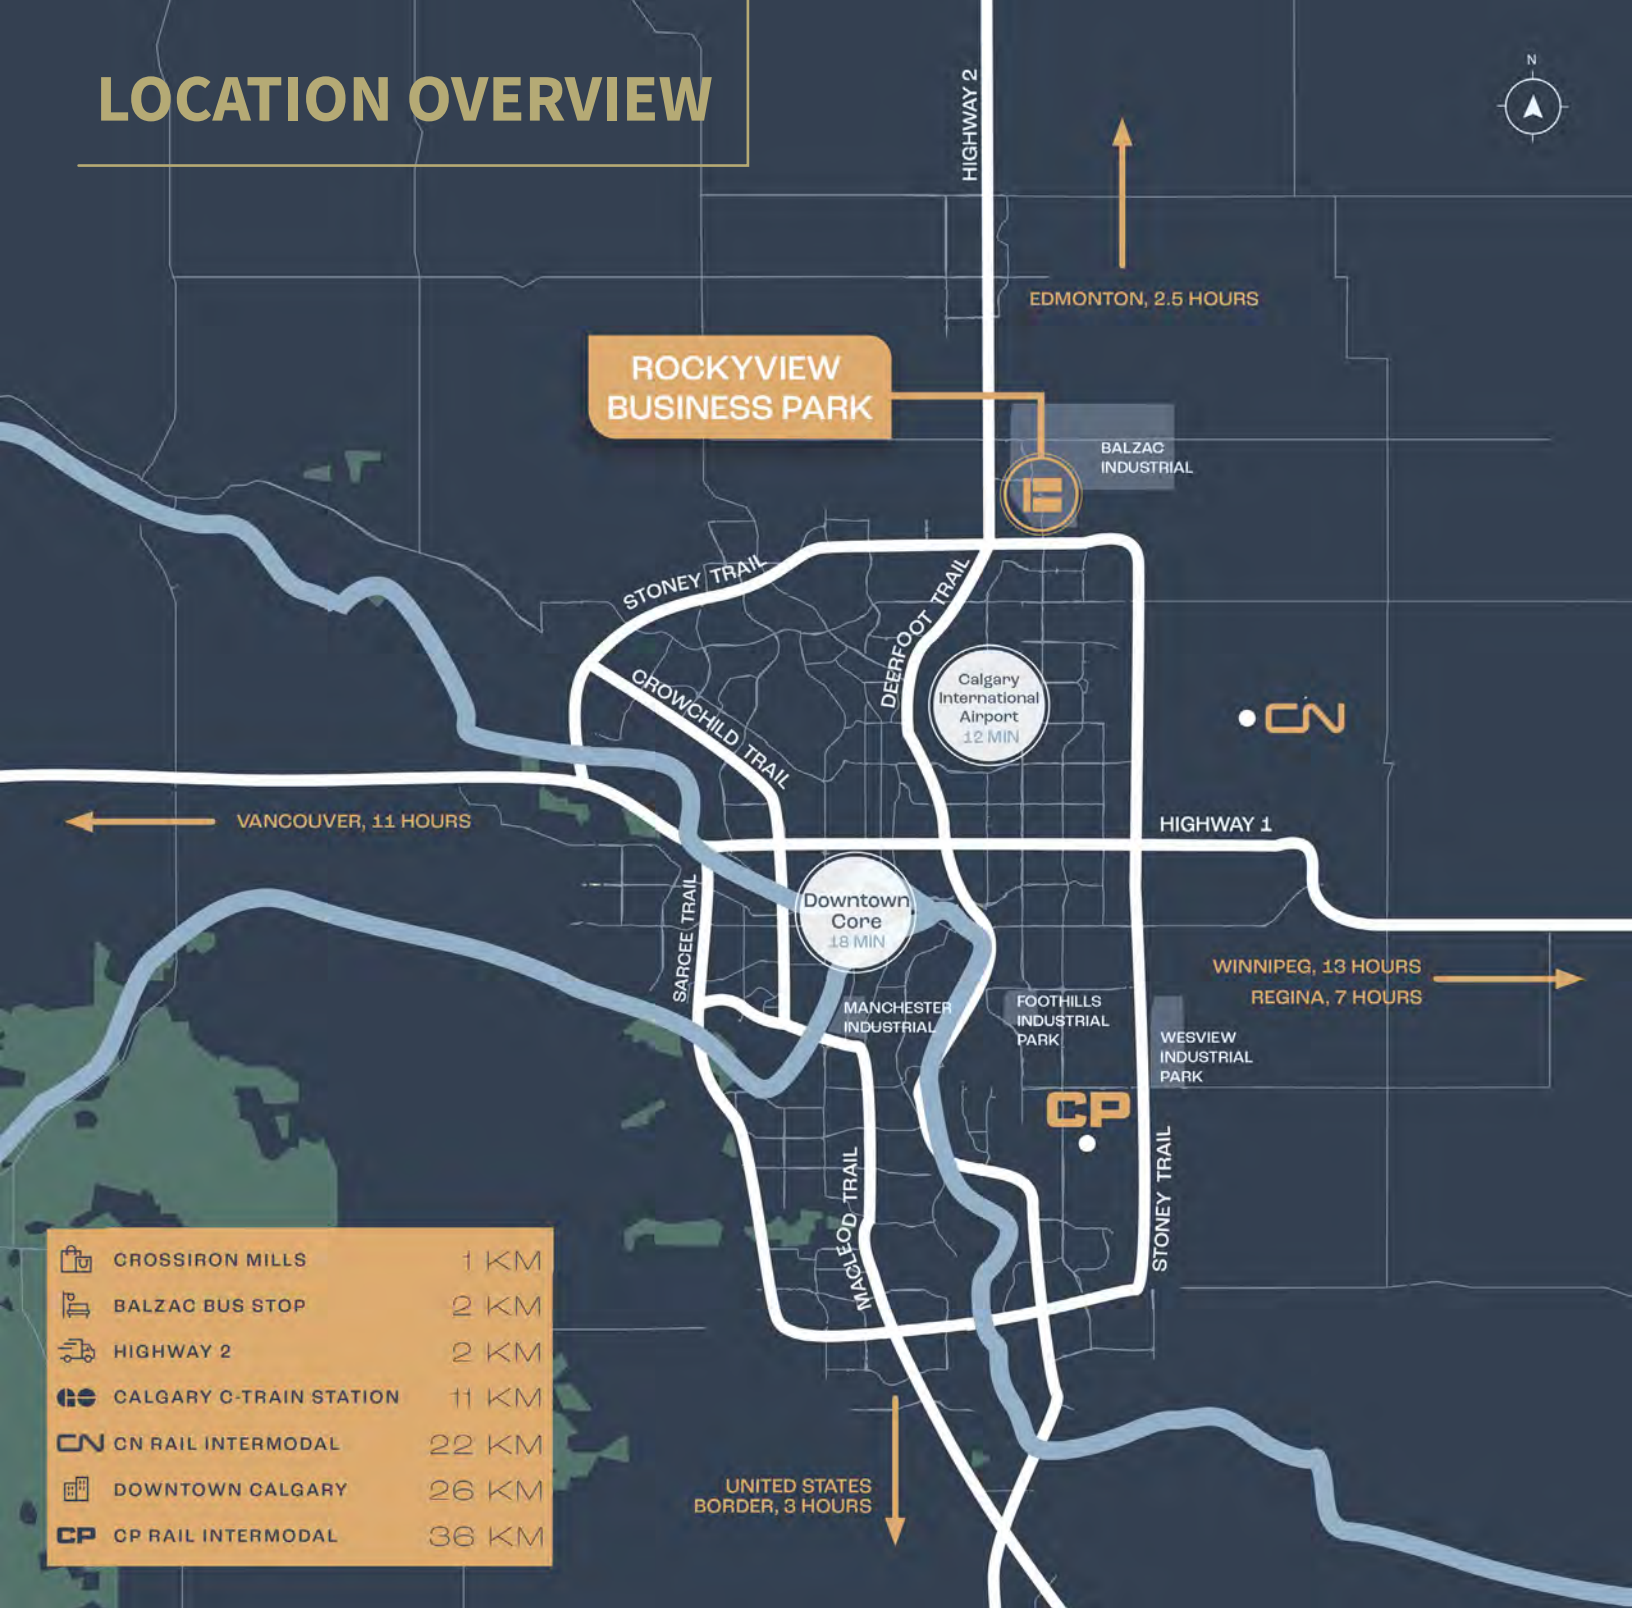 LOCATION OVERVIEW
N
HIGHWAY 2
EDMONTON, 2.5 HOURS
ROCKYVIEW
BUSINESS PARK
BALZAC
INDUSTRIAL
STONEY TRAIL
DEERFOOT TRAIL
CROWCHILD TRAIL
Calgary
International
Airport
12 MIN
CN
VANCOUVER, 11 HOURS
HIGHWAY 1
SARCEE TRAIL
Downtown
Core
18 MIN
WINNIPEG, 13 HOURS
REGINA, 7 HOURS
MANCHESTER
INDUSTRIAL
FOOTHILLS
INDUSTRIAL
PARK
WESVIEW
INDUSTRIAL
PARK
CP
MACLEOD TRAIL
STONEY TRAIL
CROSSIRON MILLS 1 KM
BALZAC BUS STOP 2 KM
HIGHWAY 2 2 KM
CALGARY C-TRAIN STATION 11 KM
CN CN RAIL INTERMODAL 22 KM
DOWNTOWN CALGARY 26 KM
CP CP RAIL INTERMODAL 36 KM
UNITED STATES
BORDER, 3 HOURS